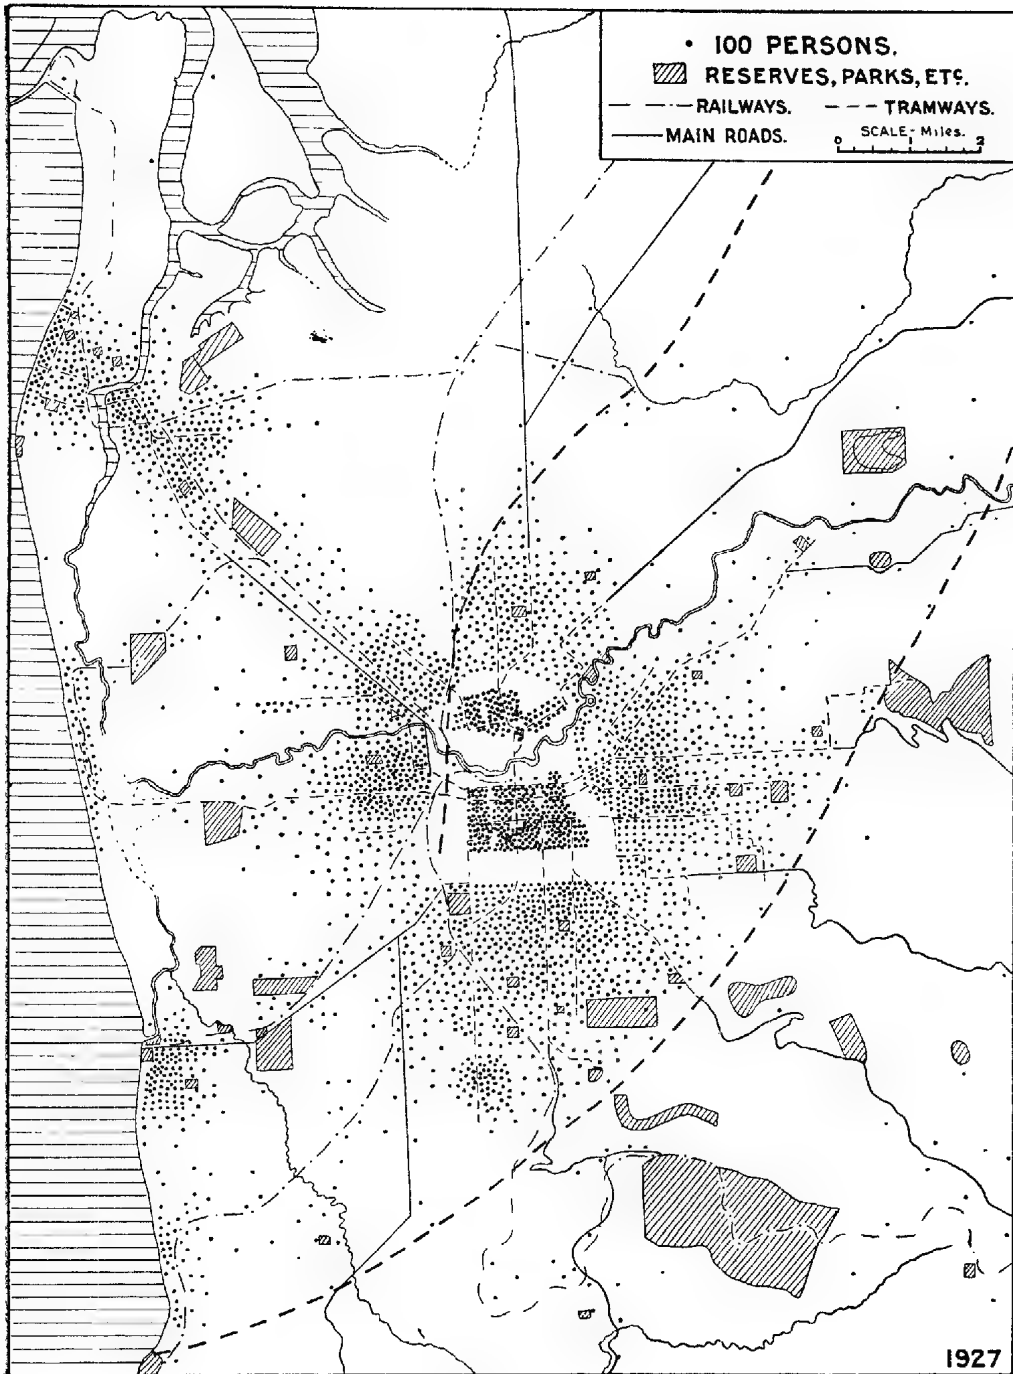 • 100 PERSONS.
RESERVES, PARKS, ETC.
RAILWAYS. TRAMWAYS.
MAIN ROADS. SCALE - Miles.
0 1 2
1927